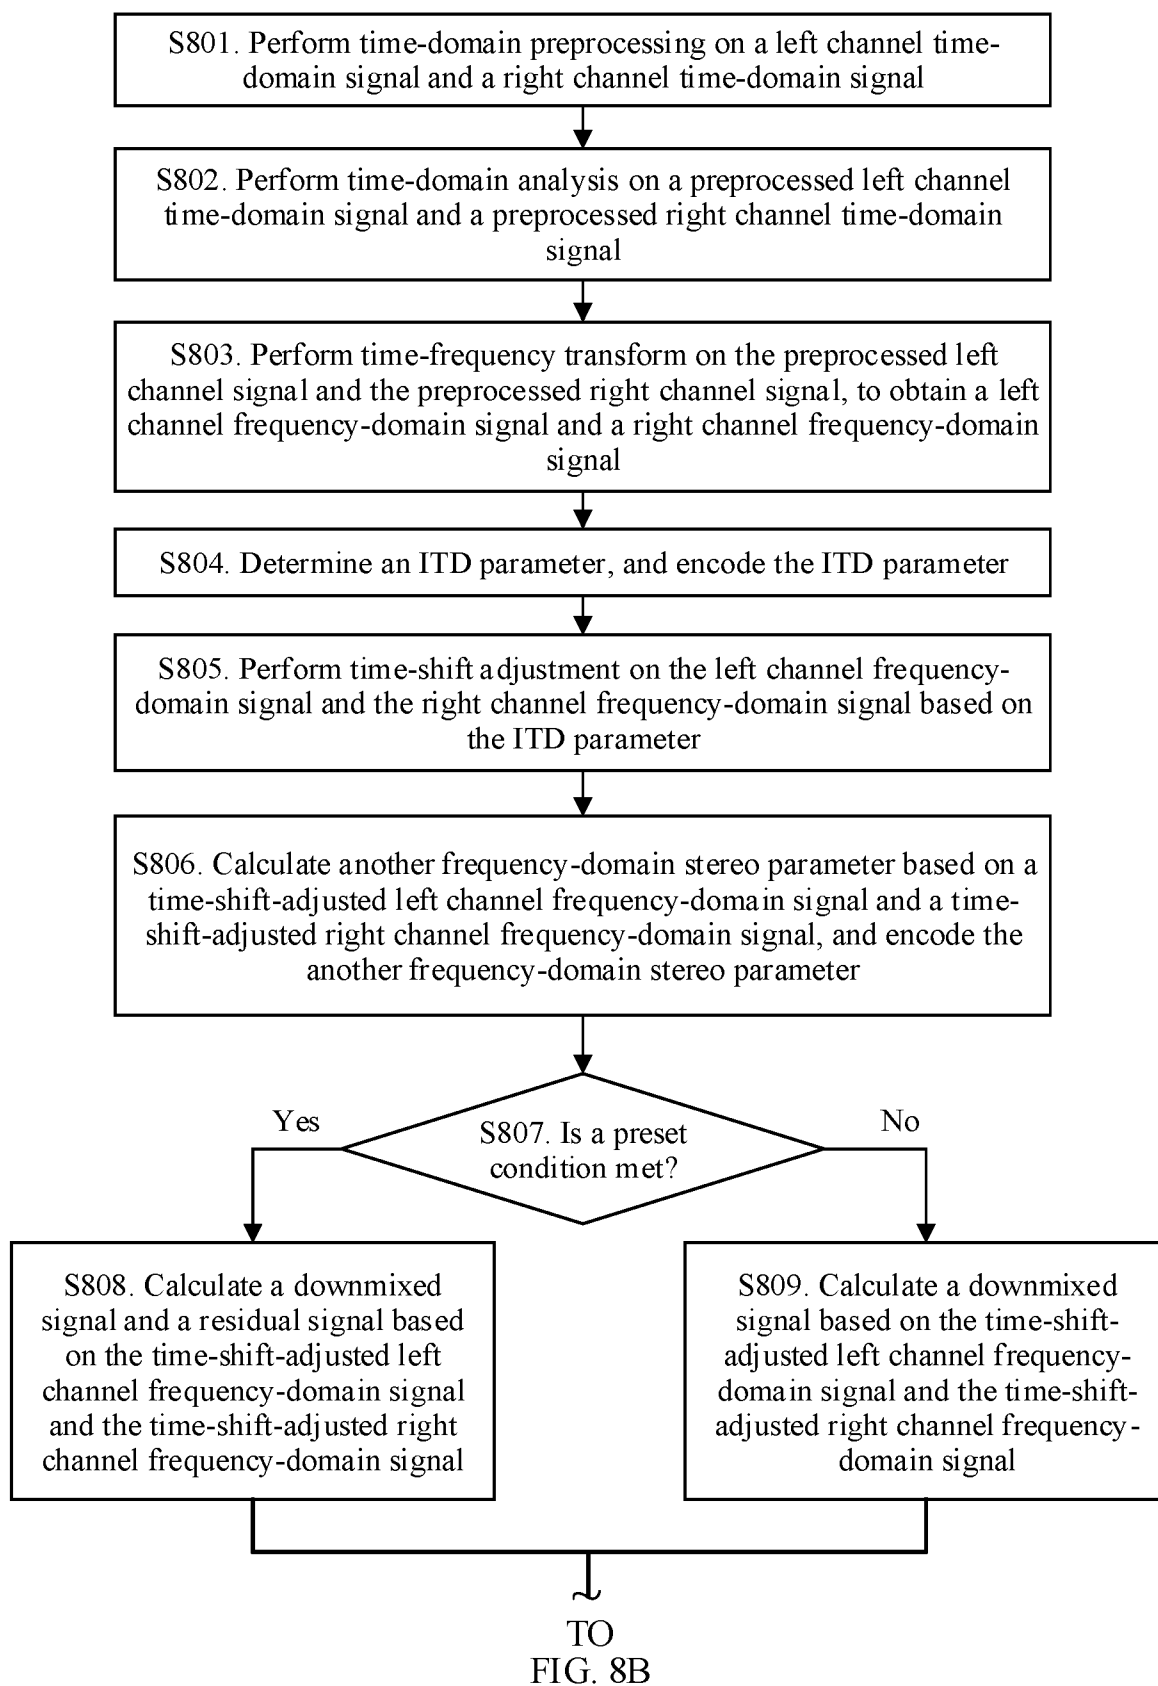 S801. Perform time-domain preprocessing on a left channel time-
domain signal and a right channel time-domain signal
S802. Perform time-domain analysis on a preprocessed left channel
time-domain signal and a preprocessed right channel time-domain
signal
S803. Perform time-frequency transform on the preprocessed left
channel signal and the preprocessed right channel signal, to obtain a left
channel frequency-domain signal and a right channel frequency-domain
signal
S804. Determine an ITD parameter, and encode the ITD parameter
S805. Perform time-shift adjustment on the left channel frequency-
domain signal and the right channel frequency-domain signal based on
the ITD parameter
S806. Calculate another frequency-domain stereo parameter based on a
time-shift-adjusted left channel frequency-domain signal and a time-
shift-adjusted right channel frequency-domain signal, and encode the
another frequency-domain stereo parameter
Yes
No
S807. Is a preset
condition met?
S808. Calculate a downmixed
signal and a residual signal based
on the time-shift-adjusted left
channel frequency-domain signal
and the time-shift-adjusted right
channel frequency-domain signal
S809. Calculate a downmixed
signal based on the time-shift-
adjusted left channel frequency-
domain signal and the time-shift-
adjusted right channel frequency-
domain signal
TO
FIG. 8B